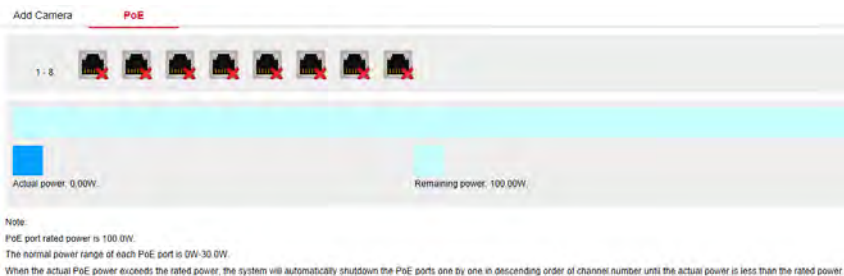 Add Camera PoE
1 - 8
Actual power: 0.00W. Remaining power: 100.00W.
Note:
PoE port rated power is 100.0W.
The normal power range of each PoE port is 0W-30.0W.
When the actual PoE power exceeds the rated power, the system will automatically shutdown the PoE ports one by one in descending order of channel number until the actual power is less than the rated power.